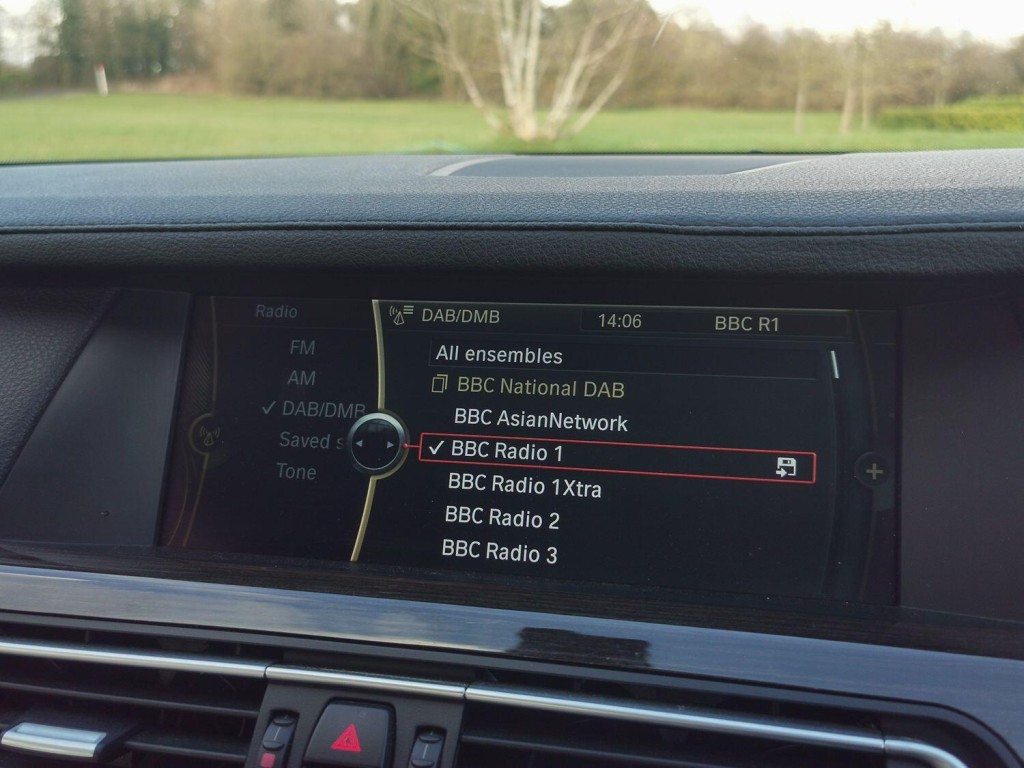 Radio
FM
AM
DAB/DMB
Saved s
Tone
DAB/DMB 14:06 BBC R1
All ensembles
BBC National DAB
BBC AsianNetwork
BBC Radio 1
BBC Radio 1Xtra
BBC Radio 2
BBC Radio 3